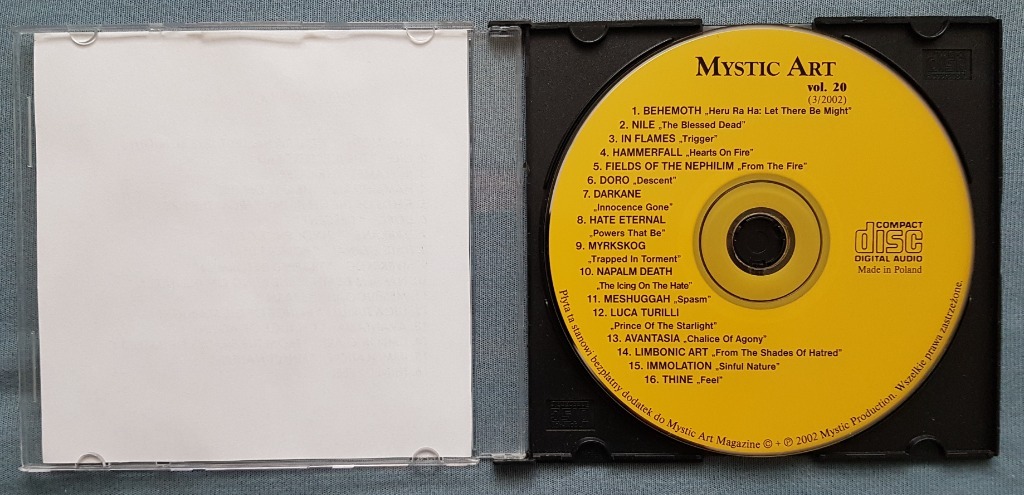 MYSTIC ART
vol. 20
(3/2002)
1. BEHEMOTH „Heru Ra Ha: Let There Be Might"
2. NILE „The Blessed Dead"
3. IN FLAMES „Trigger"
4. HAMMERFALL „Hearts On Fire"
5. FIELDS OF THE NEPHILIM „From The Fire"
6. DORO „Descent"
7. DARKANE
„Innocence Gone"
8. HATE ETERNAL
„Powers That Be"
9. MYRKSKOG
„Trapped In Torment"
10. NAPALM DEATH
„The Icing On The Hate"
11. MESHUGGAH „Spasm"
12. LUCA TURILLI
„Prince Of The Starlight"
13. AVANTASIA „Chalice Of Agony"
14. LIMBONIC ART „From The Shades Of Hatred"
15. IMMOLATION „Sinful Nature"
16. THINE „Feel"
COMPACT
disc
DIGITAL AUDIO
Made in Poland
Płyta ta stanowi bezpłatny dodatek do Mystic Art Magazine © + ℗ 2002 Mystic Production. Wszelkie prawa zastrzeżone.